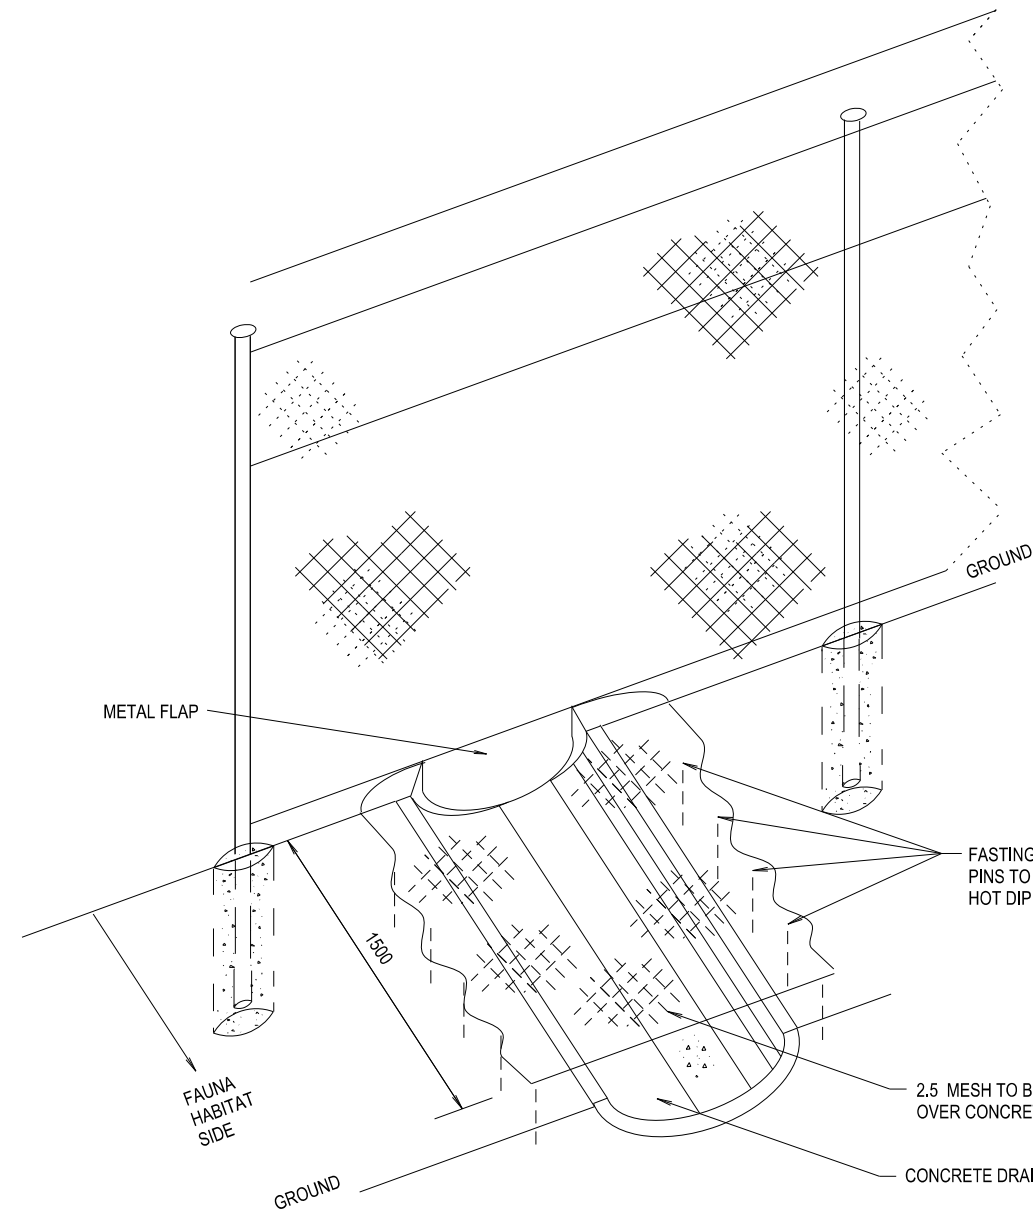 GROUND
METAL FLAP
FASTING
PINS TO
HOT DIP
1500
FAUNA
HABITAT
SIDE
2.5 MESH TO B
OVER CONCRE
CONCRETE DRAI
GROUND